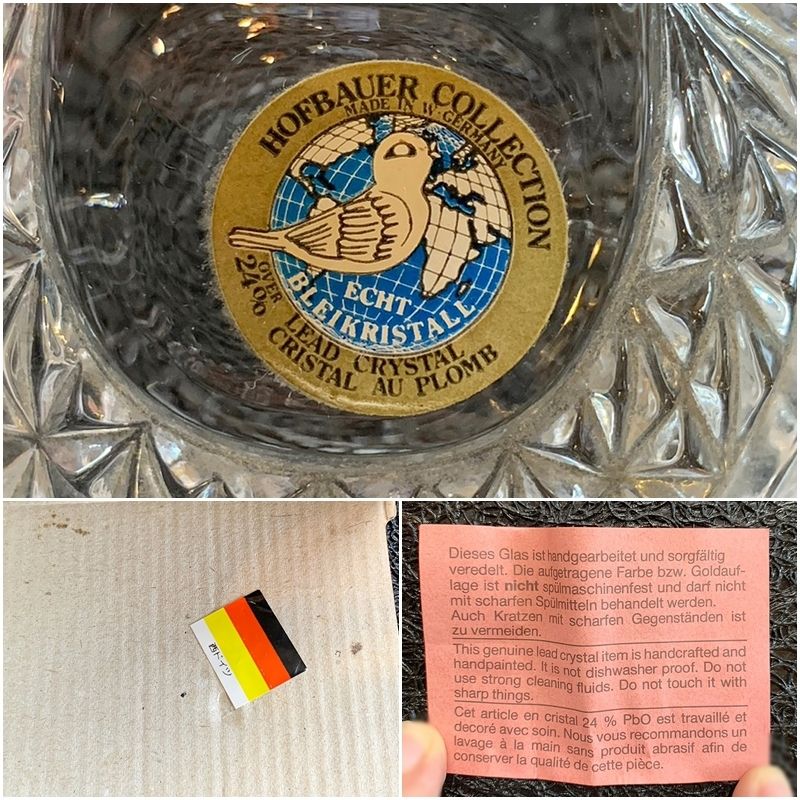 HOFBAUER COLLECTION
MADE IN W-GERMANY
ECHT
BLEIKRISTALL
OVER
24%
LEAD CRYSTAL
CRISTAL AU PLOMB
西ドイツ
Dieses Glas ist handgearbeitet und sorgfältig
veredelt. Die aufgetragene Farbe bzw. Goldauf-
lage ist nicht spülmaschinenfest und darf nicht
mit scharfen Spülmitteln behandelt werden.
Auch Kratzen mit scharfen Gegenständen ist
zu vermeiden.
This genuine lead crystal item is handcrafted and
handpainted. It is not dishwasher proof. Do not
use strong cleaning fluids. Do not touch it with
sharp things.
Cet article en cristal 24 % PbO est travaillé et
decoré avec soin. Nous vous recommandons un
lavage à la main sans produit abrasif afin de
conserver la qualité de cette pièce.